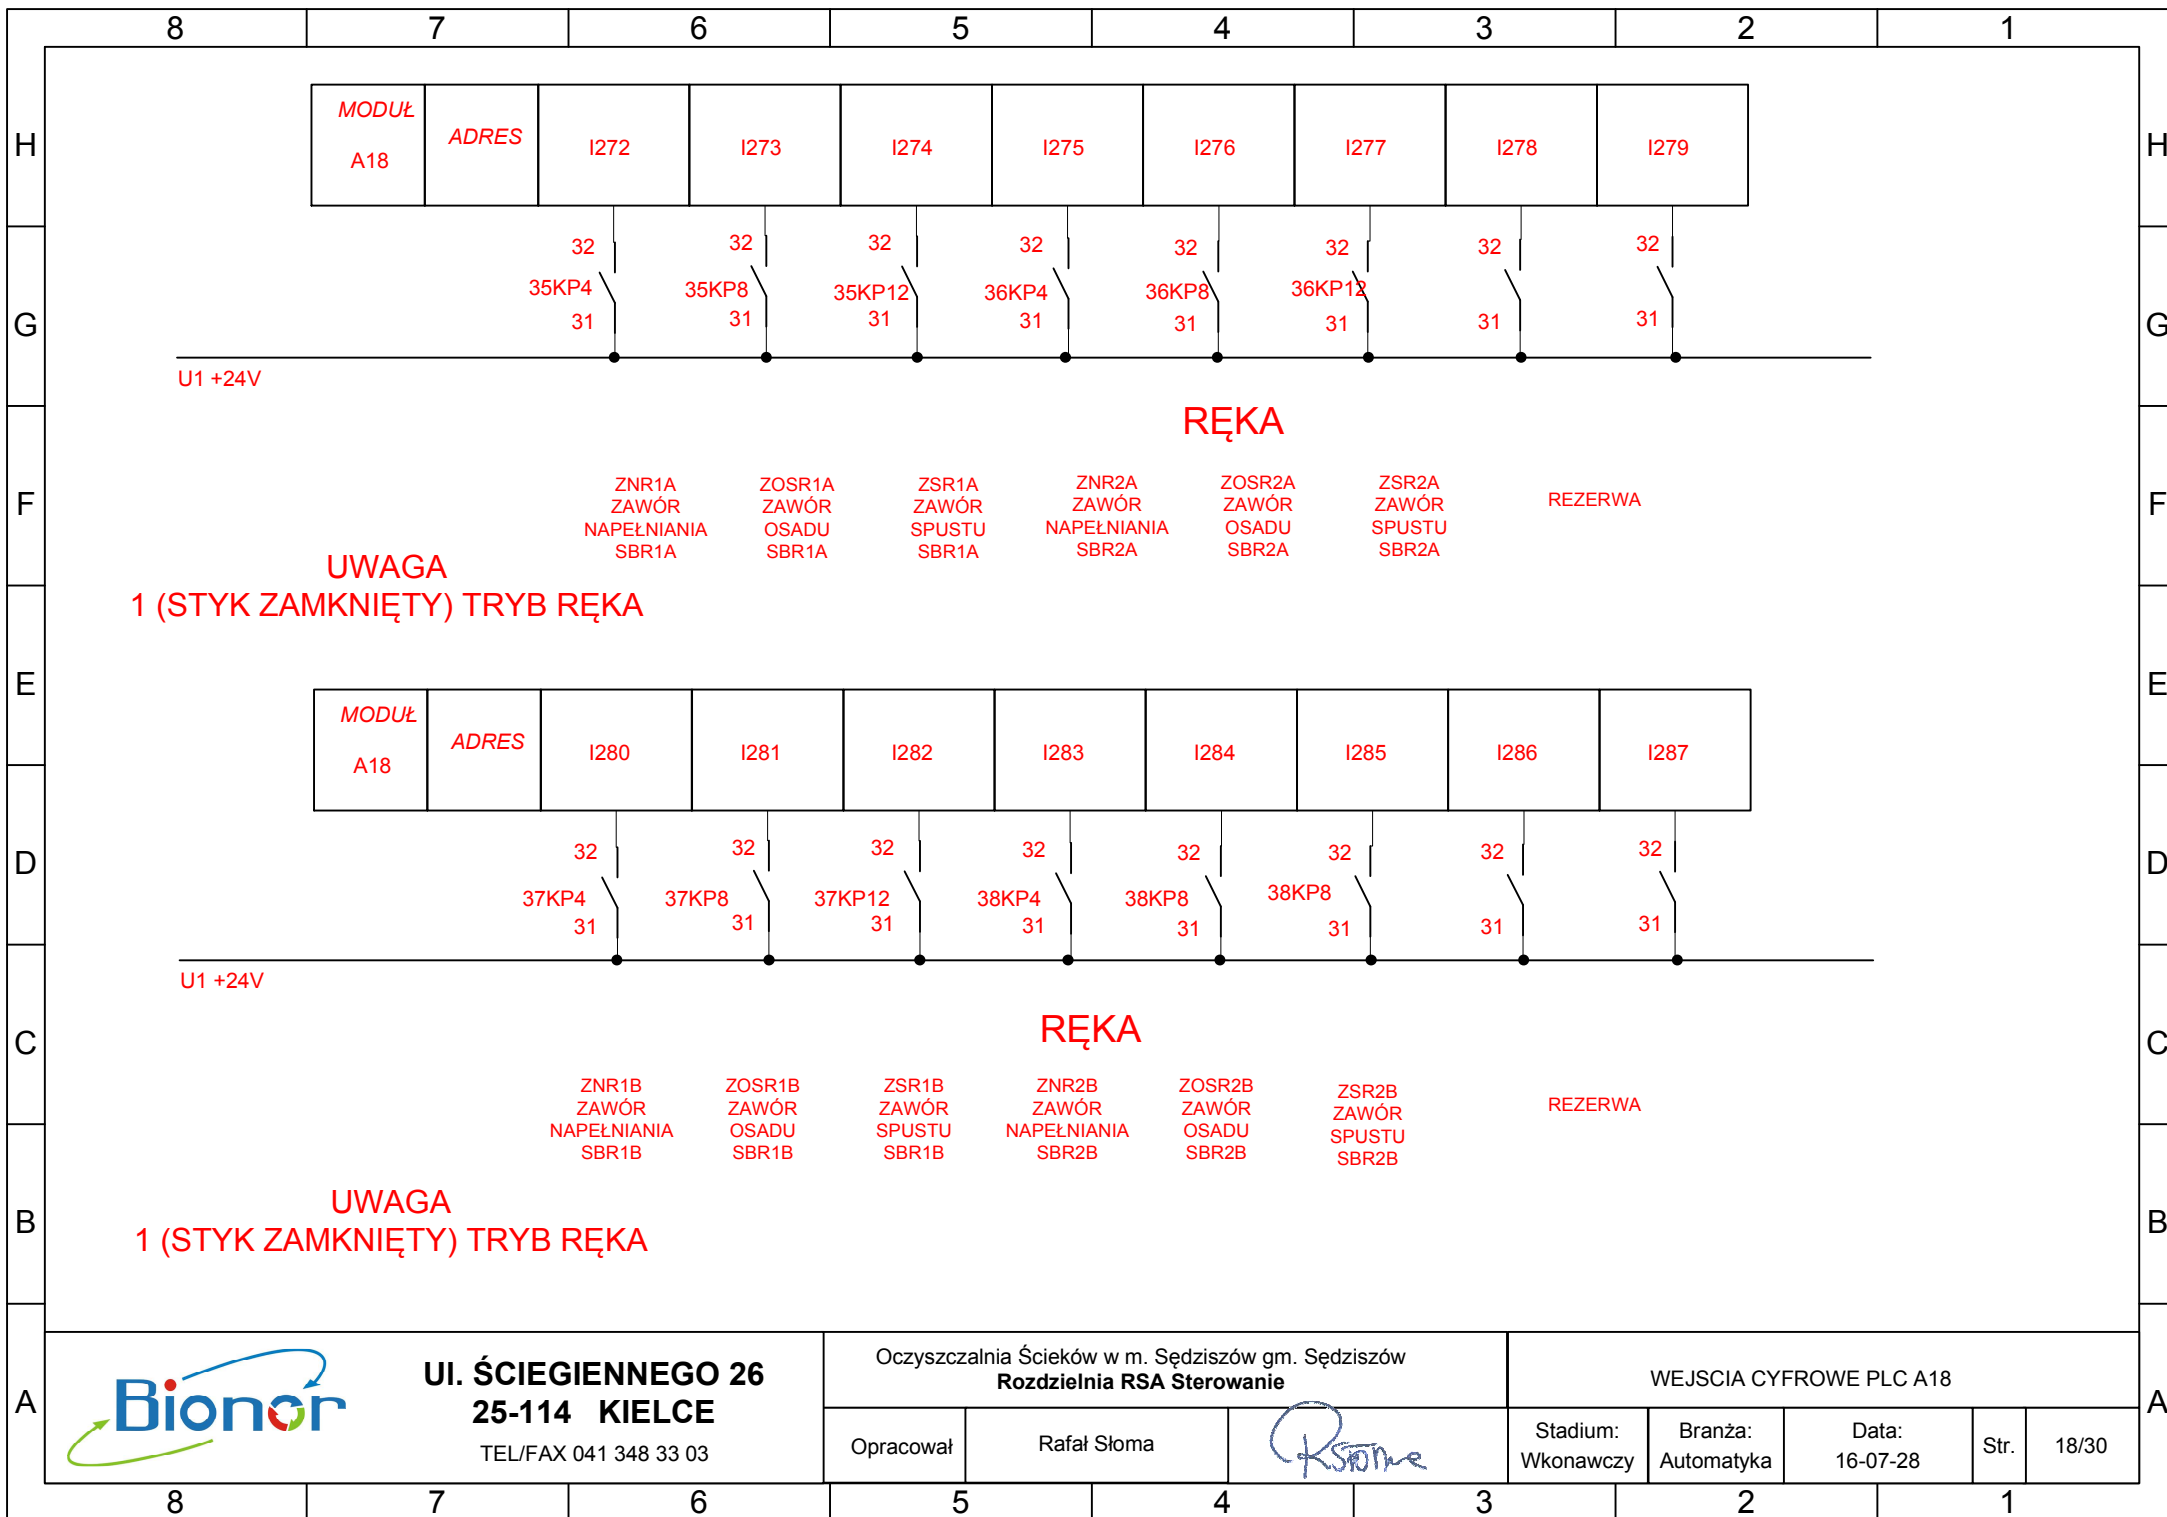 8 7 6 5 4 3 2 1
H H
MODUŁ
A18
ADRES
I272 I273 I274 I275 I276 I277 I278 I279
32 32 32 32 32 32 32 32
35KP4 35KP8 35KP12 36KP4 36KP8 36KP12
31 31 31 31 31 31 31 31
G G
U1 +24V
RĘKA
F F
ZNR1A
ZAWÓR
NAPEŁNIANIA
SBR1A
ZOSR1A
ZAWÓR
OSADU
SBR1A
ZSR1A
ZAWÓR
SPUSTU
SBR1A
ZNR2A
ZAWÓR
NAPEŁNIANIA
SBR2A
ZOSR2A
ZAWÓR
OSADU
SBR2A
ZSR2A
ZAWÓR
SPUSTU
SBR2A
REZERWA
UWAGA
1 (STYK ZAMKNIĘTY) TRYB RĘKA
E E
MODUŁ
A18
ADRES
I280 I281 I282 I283 I284 I285 I286 I287
D D
32 32 32 32 32 32 32 32
37KP4 37KP8 37KP12 38KP4 38KP8 38KP8
31 31 31 31 31 31 31 31
U1 +24V
RĘKA
C C
ZNR1B
ZAWÓR
NAPEŁNIANIA
SBR1B
ZOSR1B
ZAWÓR
OSADU
SBR1B
ZSR1B
ZAWÓR
SPUSTU
SBR1B
ZNR2B
ZAWÓR
NAPEŁNIANIA
SBR2B
ZOSR2B
ZAWÓR
OSADU
SBR2B
ZSR2B
ZAWÓR
SPUSTU
SBR2B
REZERWA
UWAGA
1 (STYK ZAMKNIĘTY) TRYB RĘKA
B B
A A
Bionor
Ul. ŚCIEGIENNEGO 26
25-114 KIELCE
TEL/FAX 041 348 33 03
Oczyszczalnia Ścieków w m. Sędziszów gm. Sędziszów
Rozdzielnia RSA Sterowanie
Opracował
Rafał Słoma
RSłoma
WEJSCIA CYFROWE PLC A18
Stadium:
Wkonawczy
Branża:
Automatyka
Data:
16-07-28
Str.
18/30
8 7 6 5 4 3 2 1